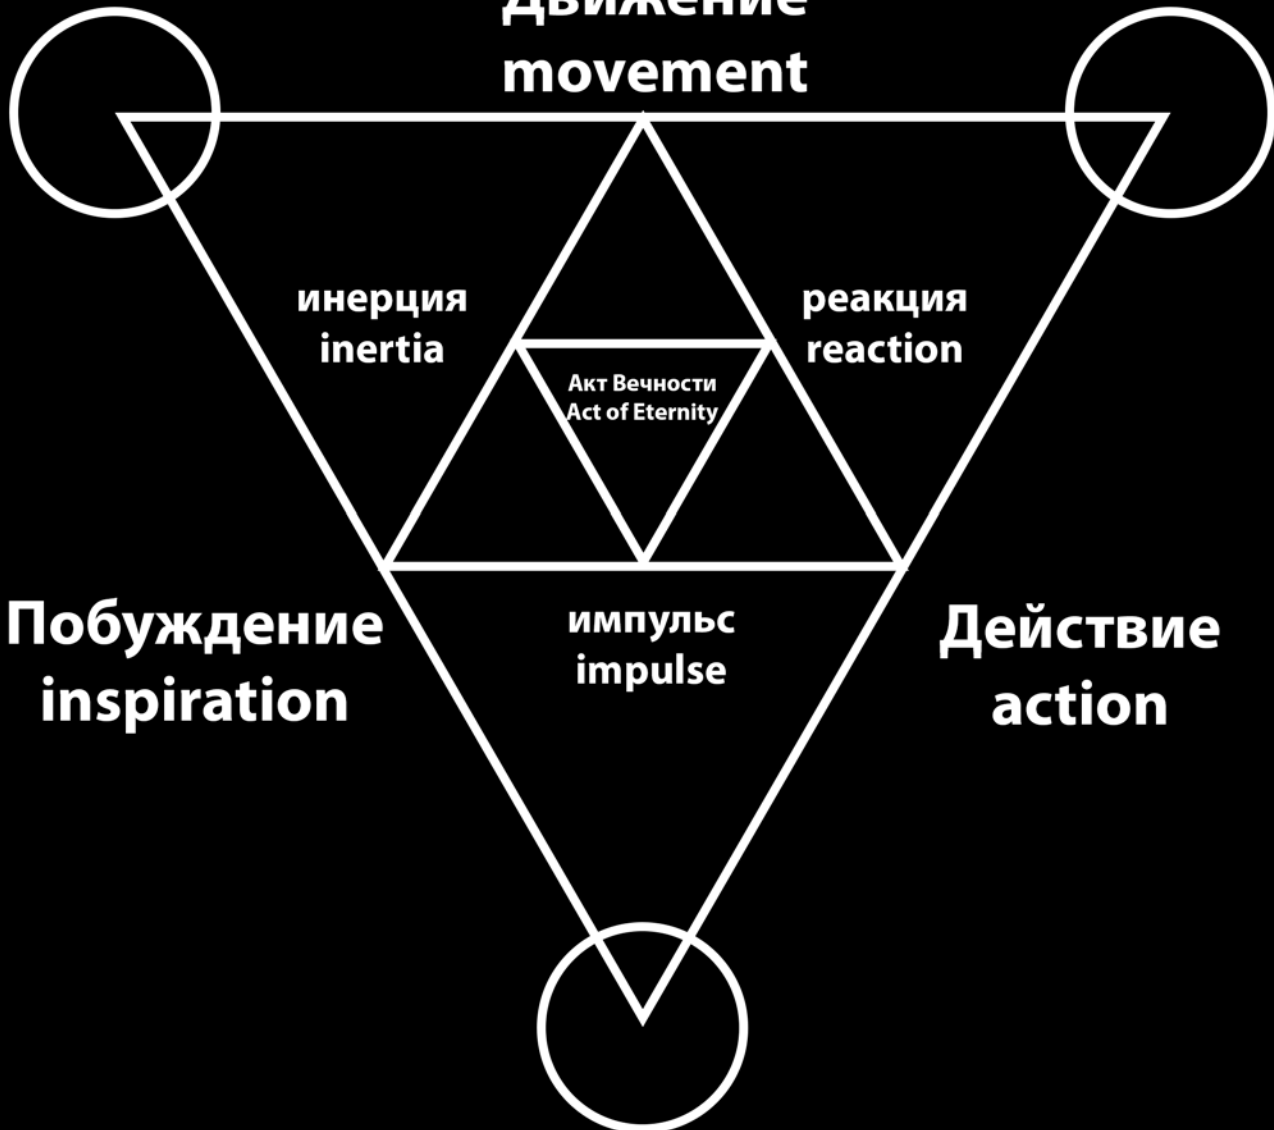 Движение
movement
инерция
inertia
реакция
reaction
Акт Вечности
Act of Eternity
Побуждение
inspiration
импульс
impulse
Действие
action